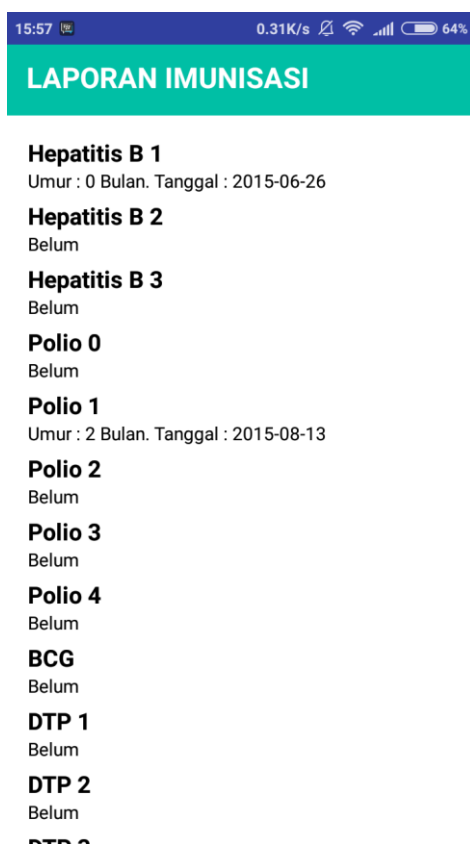 15:57 0.31K/s 64%
LAPORAN IMUNISASI
Hepatitis B 1
Umur : 0 Bulan. Tanggal : 2015-06-26
Hepatitis B 2
Belum
Hepatitis B 3
Belum
Polio 0
Belum
Polio 1
Umur : 2 Bulan. Tanggal : 2015-08-13
Polio 2
Belum
Polio 3
Belum
Polio 4
Belum
BCG
Belum
DTP 1
Belum
DTP 2
Belum